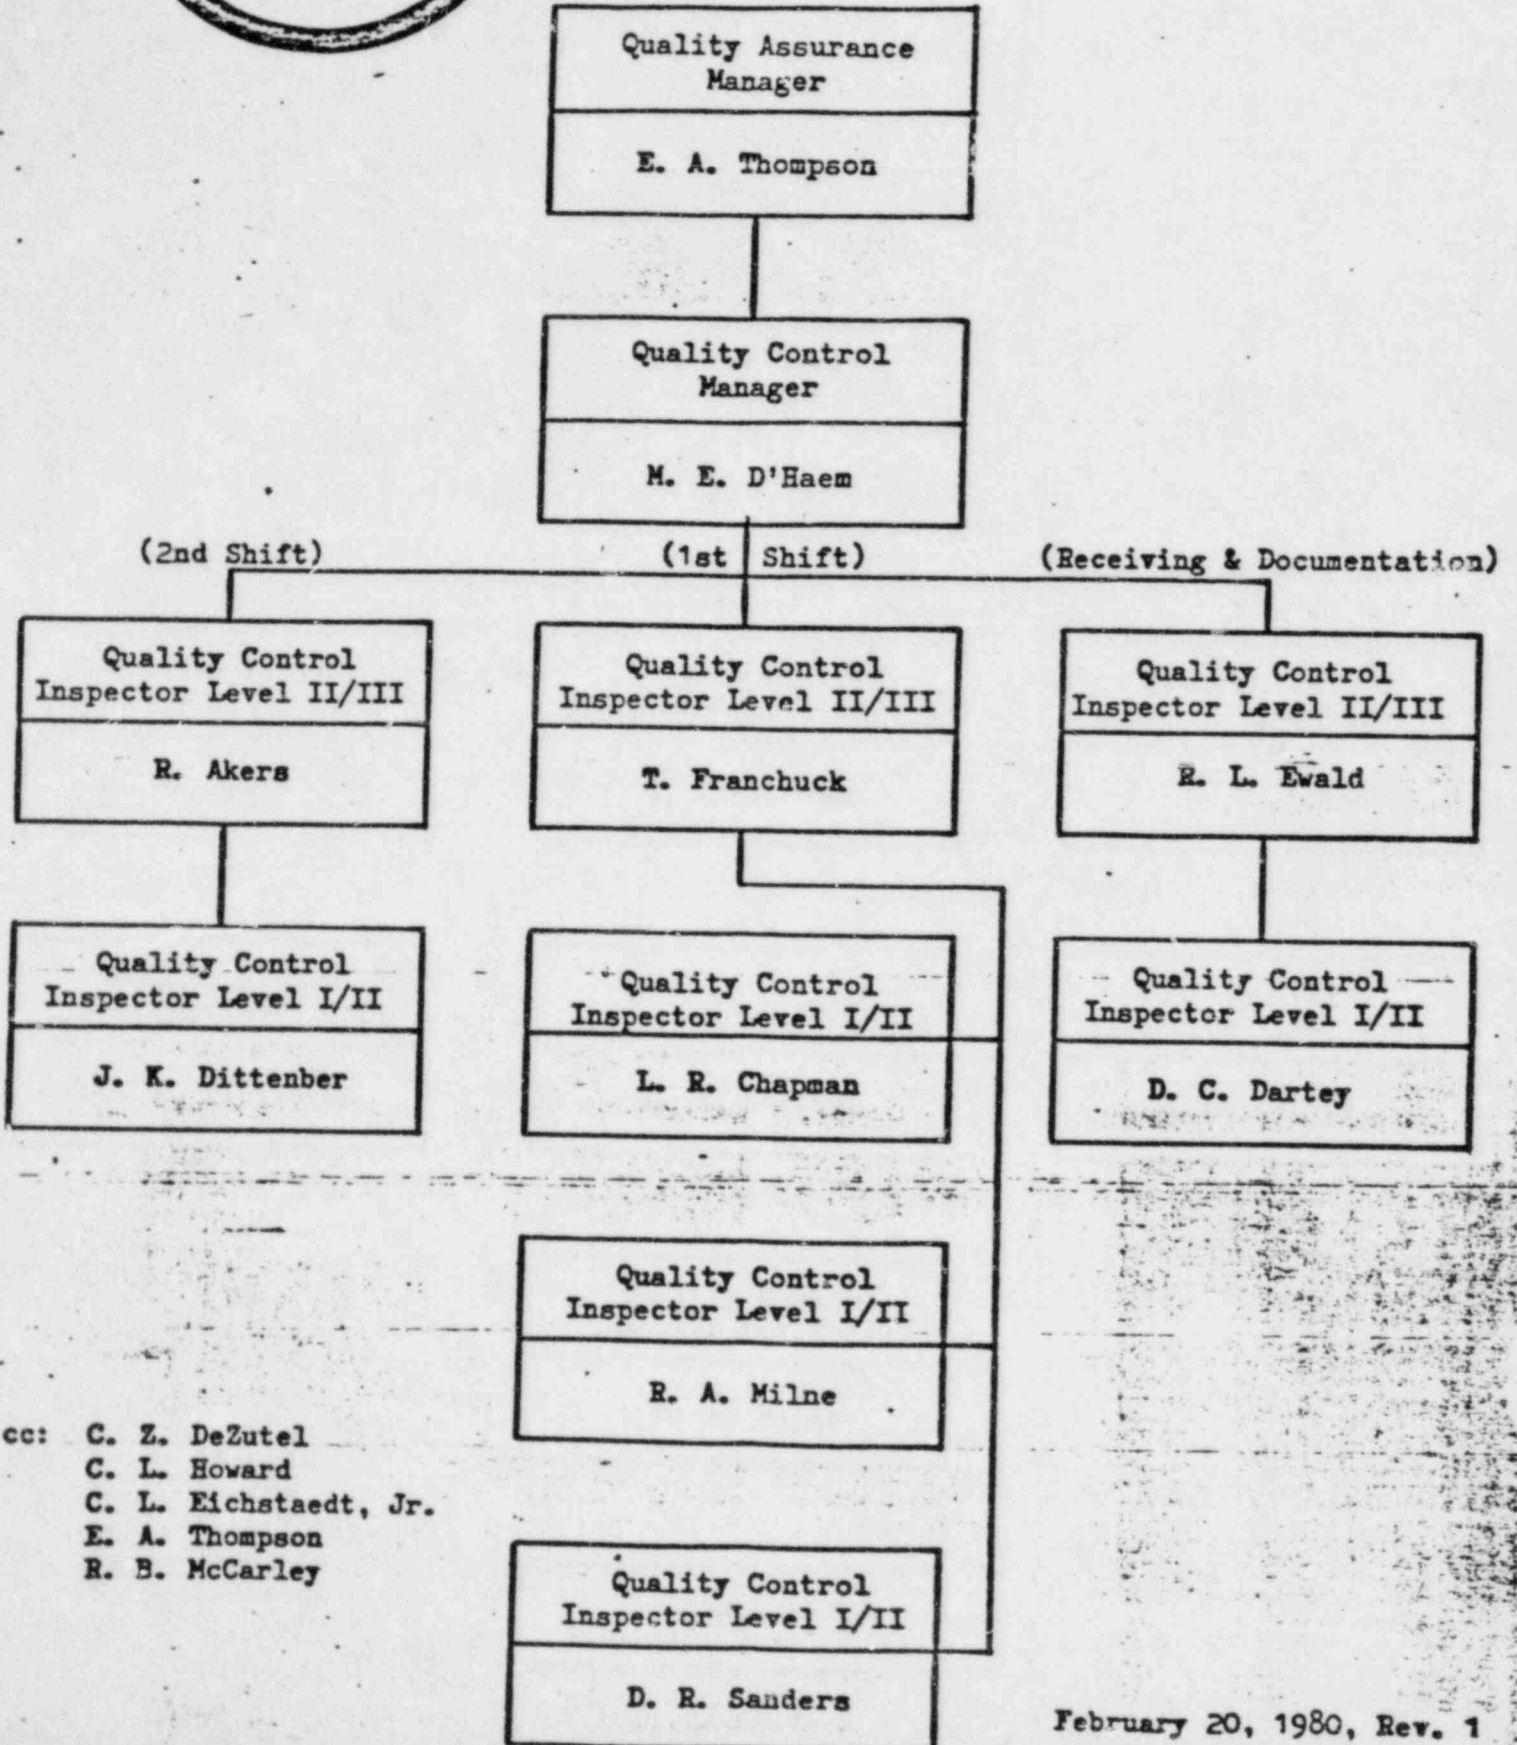 Quality Assurance
Manager
E. A. Thompson
Quality Control
Manager
M. E. D'Haem
(2nd Shift)
(1st Shift)
(Receiving & Documentation)
Quality Control
Inspector Level II/III
R. Akers
Quality Control
Inspector Level II/III
T. Franchuck
Quality Control
Inspector Level II/III
R. L. Ewald
Quality Control
Inspector Level I/II
J. K. Dittenber
Quality Control
Inspector Level I/II
L. R. Chapman
Quality Control
Inspector Level I/II
D. C. Dartey
Quality Control
Inspector Level I/II
R. A. Milne
cc: C. Z. DeZutel
C. L. Howard
C. L. Eichstaedt, Jr.
E. A. Thompson
R. B. McCarley
Quality Control
Inspector Level I/II
D. R. Sanders
February 20, 1980, Rev. 1